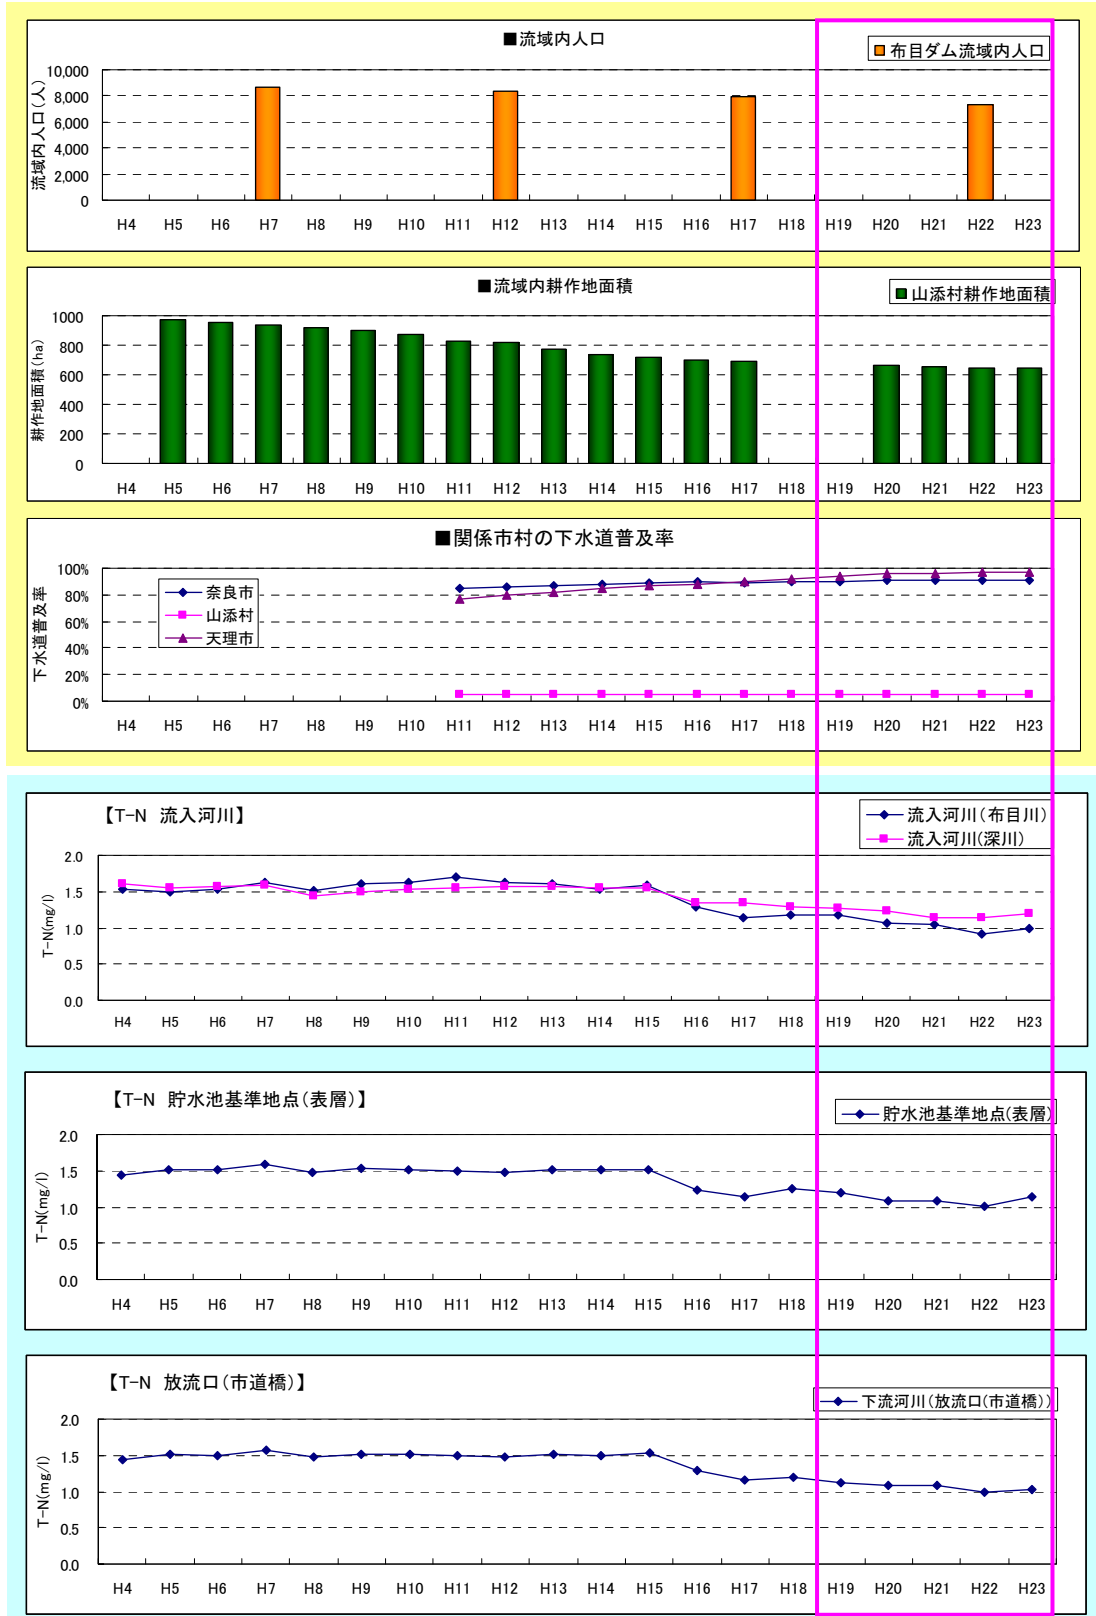 ■流域内人口
布目ダム流域内人口
流域内人口(人)
10,000
8,000
6,000
4,000
2,000
0
H4 H5 H6 H7 H8 H9 H10 H11 H12 H13 H14 H15 H16 H17 H18 H19 H20 H21 H22 H23
■流域内耕作地面積
山添村耕作地面積
耕作地面積(ha)
1000
800
600
400
200
0
H4 H5 H6 H7 H8 H9 H10 H11 H12 H13 H14 H15 H16 H17 H18 H19 H20 H21 H22 H23
■関係市村の下水道普及率
奈良市
山添村
天理市
下水道普及率
100%
80%
60%
40%
20%
0%
H4 H5 H6 H7 H8 H9 H10 H11 H12 H13 H14 H15 H16 H17 H18 H19 H20 H21 H22 H23
【T-N 流入河川】
流入河川(布目川)
流入河川(深川)
T-N(mg/l)
2.0
1.5
1.0
0.5
0.0
H4 H5 H6 H7 H8 H9 H10 H11 H12 H13 H14 H15 H16 H17 H18 H19 H20 H21 H22 H23
【T-N 貯水池基準地点(表層)】
貯水池基準地点(表層)
T-N(mg/l)
2.0
1.5
1.0
0.5
0.0
H4 H5 H6 H7 H8 H9 H10 H11 H12 H13 H14 H15 H16 H17 H18 H19 H20 H21 H22 H23
【T-N 放流口(市道橋)】
下流河川(放流口(市道橋))
T-N(mg/l)
2.0
1.5
1.0
0.5
0.0
H4 H5 H6 H7 H8 H9 H10 H11 H12 H13 H14 H15 H16 H17 H18 H19 H20 H21 H22 H23